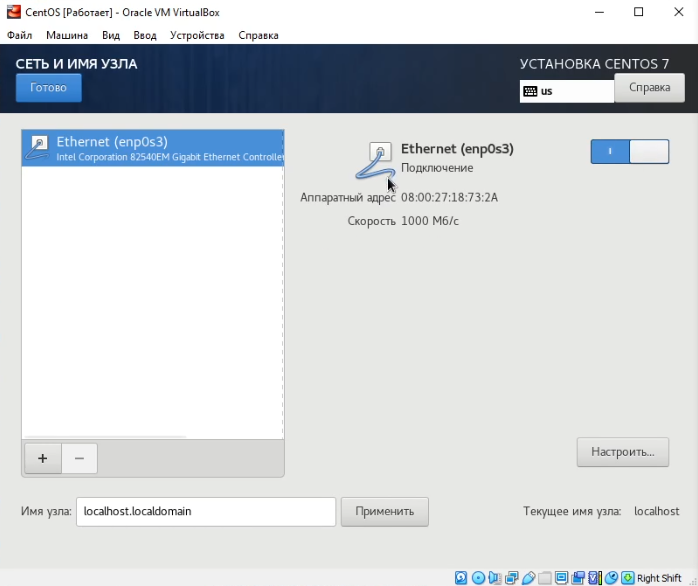 CentOS [Работает] - Oracle VM VirtualBox
Файл Машина Вид Ввод Устройства Справка
СЕТЬ И ИМЯ УЗЛА
УСТАНОВКА CENTOS 7
Готово
us
Справка
Ethernet (enp0s3)
Intel Corporation 82540EM Gigabit Ethernet Controller
Ethernet (enp0s3)
Подключение
Аппаратный адрес 08:00:27:18:73:2A
Скорость 1000 Мб/с
+ −
Настроить...
Имя узла: localhost.localdomain Применить Текущее имя узла: localhost
Right Shift